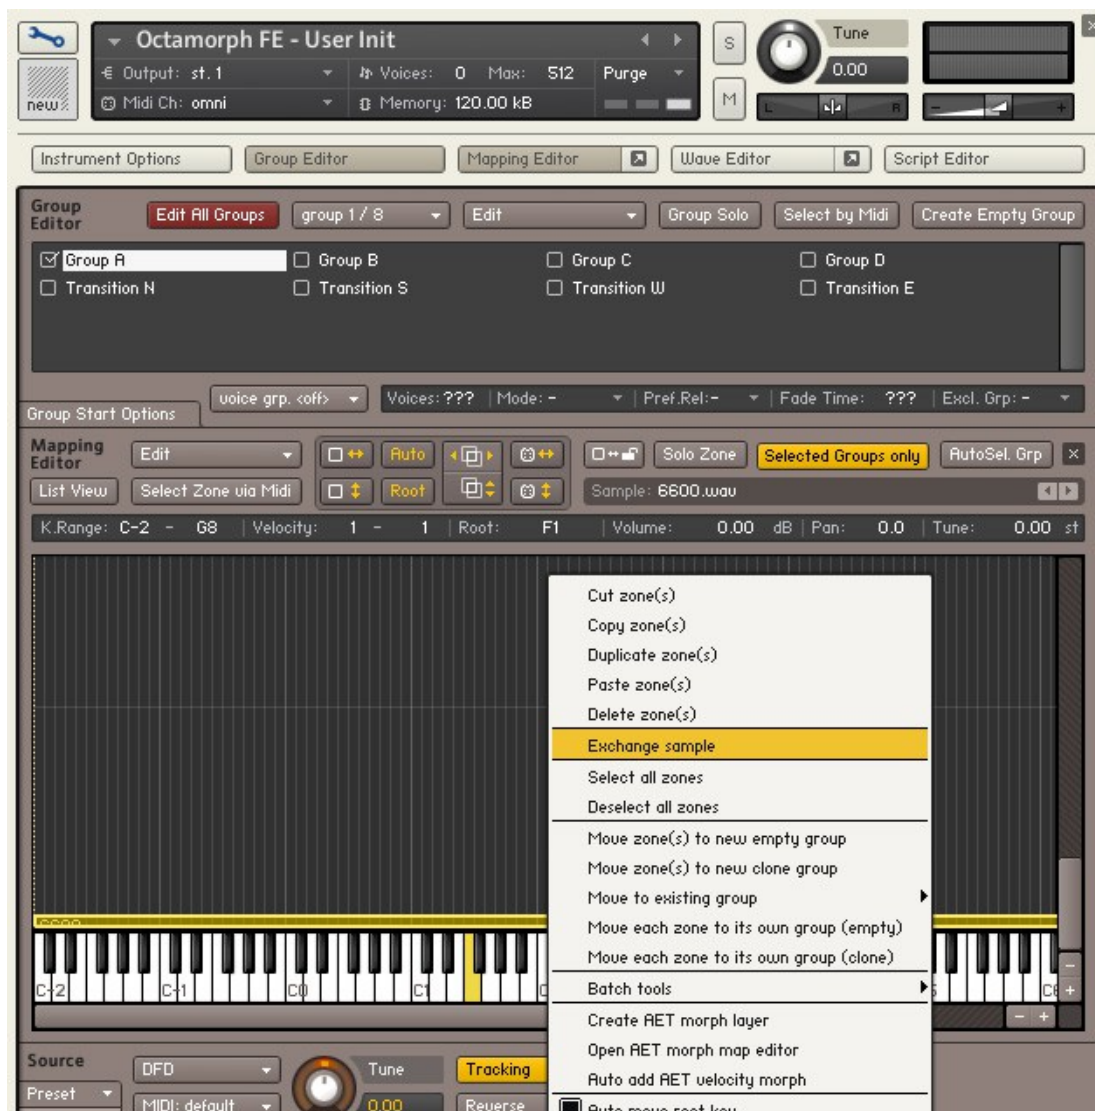 Octamorph FE - User Init
S
Tune
Output: st. 1
Voices: 0 Max: 512
Purge
0.00
new
Midi Ch: omni
Memory: 120.00 kB
M
L
R
-
+
Instrument Options
Group Editor
Mapping Editor
Wave Editor
Script Editor
Group
Editor
Edit All Groups
group 1 / 8
Edit
Group Solo
Select by Midi
Create Empty Group
Group A
Group B
Group C
Group D
Transition N
Transition S
Transition W
Transition E
Group Start Options
voice grp. <off>
Voices: ??? | Mode: - | Pref.Rel:- | Fade Time: ??? | Excl. Grp: -
Mapping
Editor
Edit
Auto
Solo Zone
Selected Groups only
AutoSel. Grp
List View
Select Zone via Midi
Root
Sample: 6600.wav
K.Range: C-2 - G8 | Velocity: 1 - 1 | Root: F1 | Volume: 0.00 dB | Pan: 0.0 | Tune: 0.00 st
Cut zone(s)
Copy zone(s)
Duplicate zone(s)
Paste zone(s)
Delete zone(s)
Exchange sample
Select all zones
Deselect all zones
Move zone(s) to new empty group
Move zone(s) to new clone group
Move to existing group
Move each zone to its own group (empty)
Move each zone to its own group (clone)
Batch tools
Create AET morph layer
Open AET morph map editor
Auto add AET velocity morph
Auto move root key
6600
C-2
C-1
C0
C1
Source
Preset
DFD
Tune
Tracking
MIDI: default
0.00
Reverse